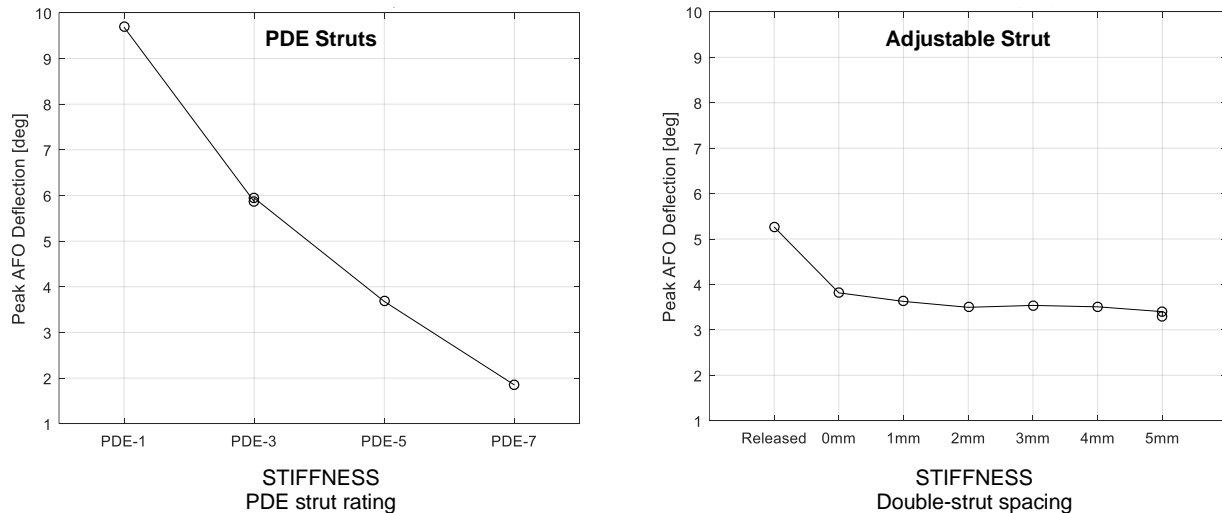 PDE Struts
10
9
8
7
6
5
4
3
2
1
Peak AFO Deflection [deg]
PDE-1 PDE-3 PDE-5 PDE-7
STIFFNESS
PDE strut rating
Adjustable Strut
10
9
8
7
6
5
4
3
2
1
Peak AFO Deflection [deg]
Released 0mm 1mm 2mm 3mm 4mm 5mm
STIFFNESS
Double-strut spacing